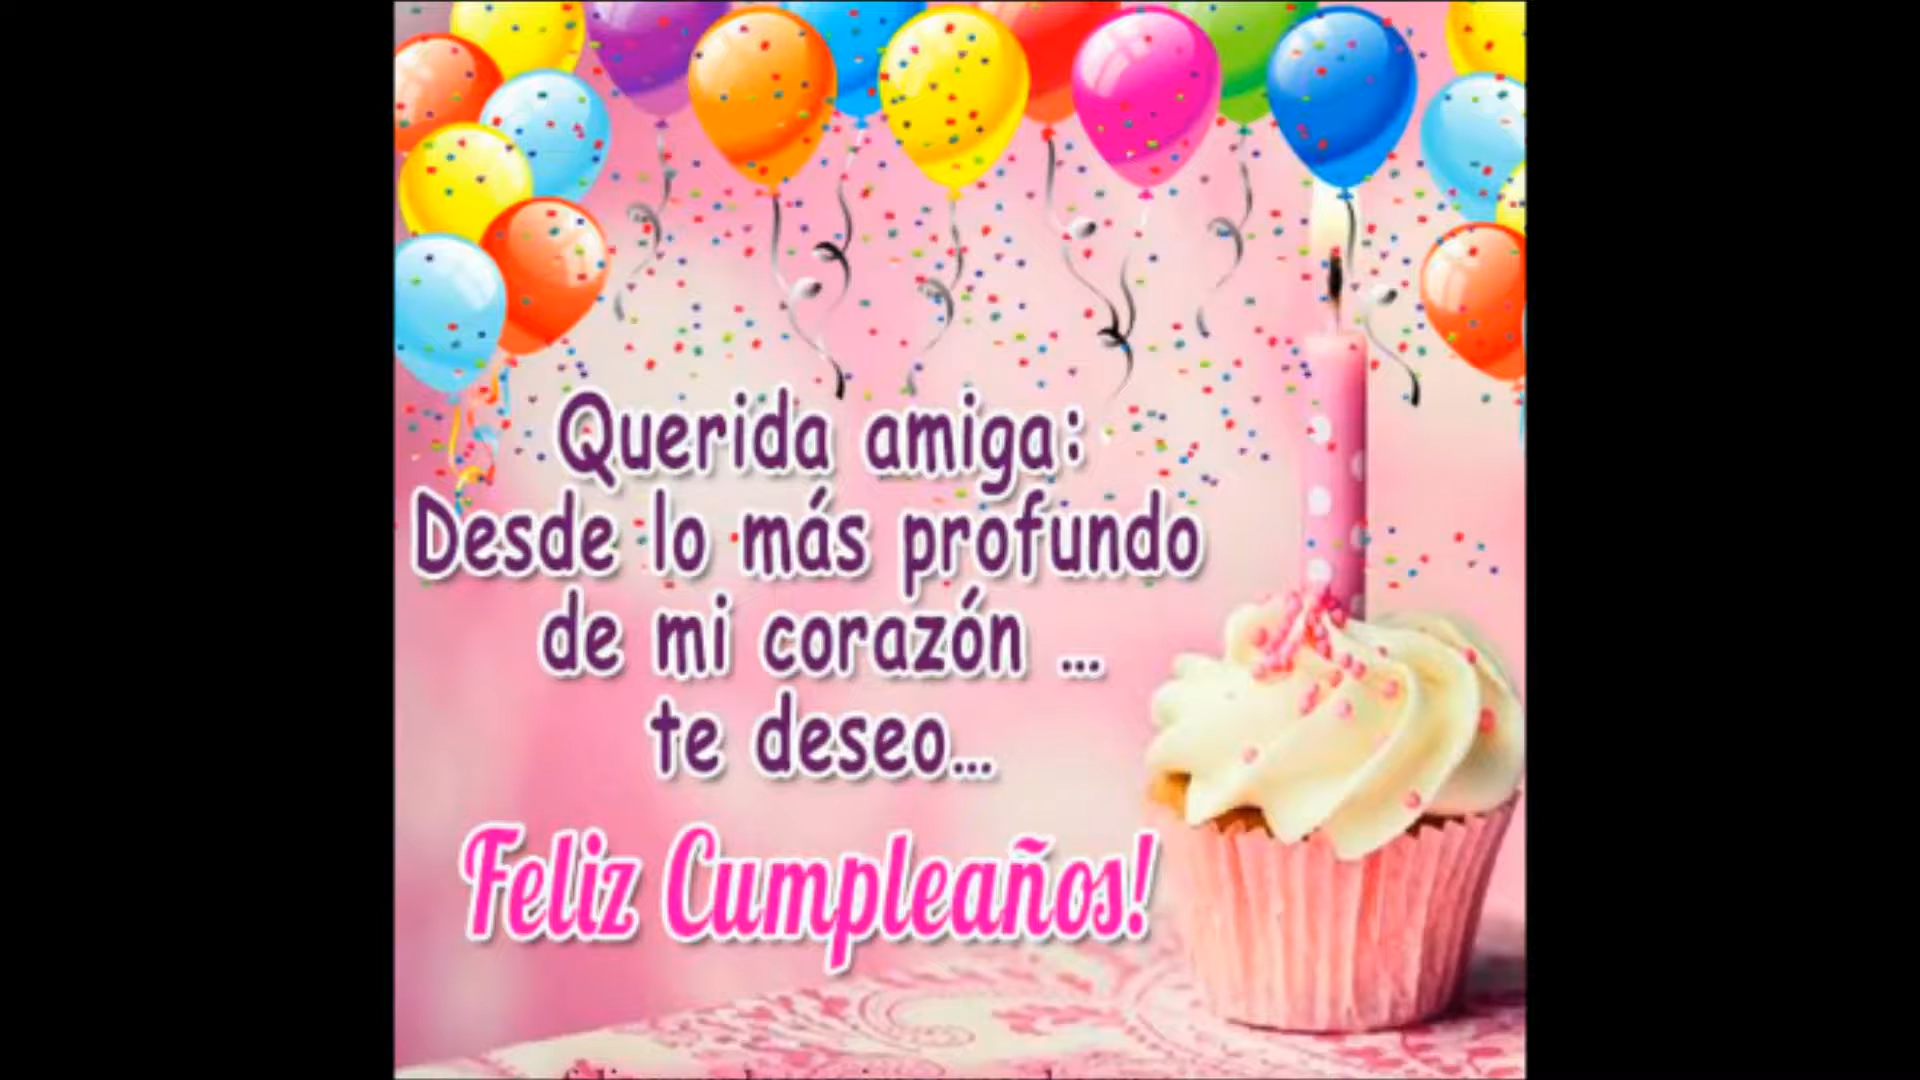 Querida amiga:
Desde lo más profundo
de mi corazón ...
te deseo...
Feliz Cumpleaños!